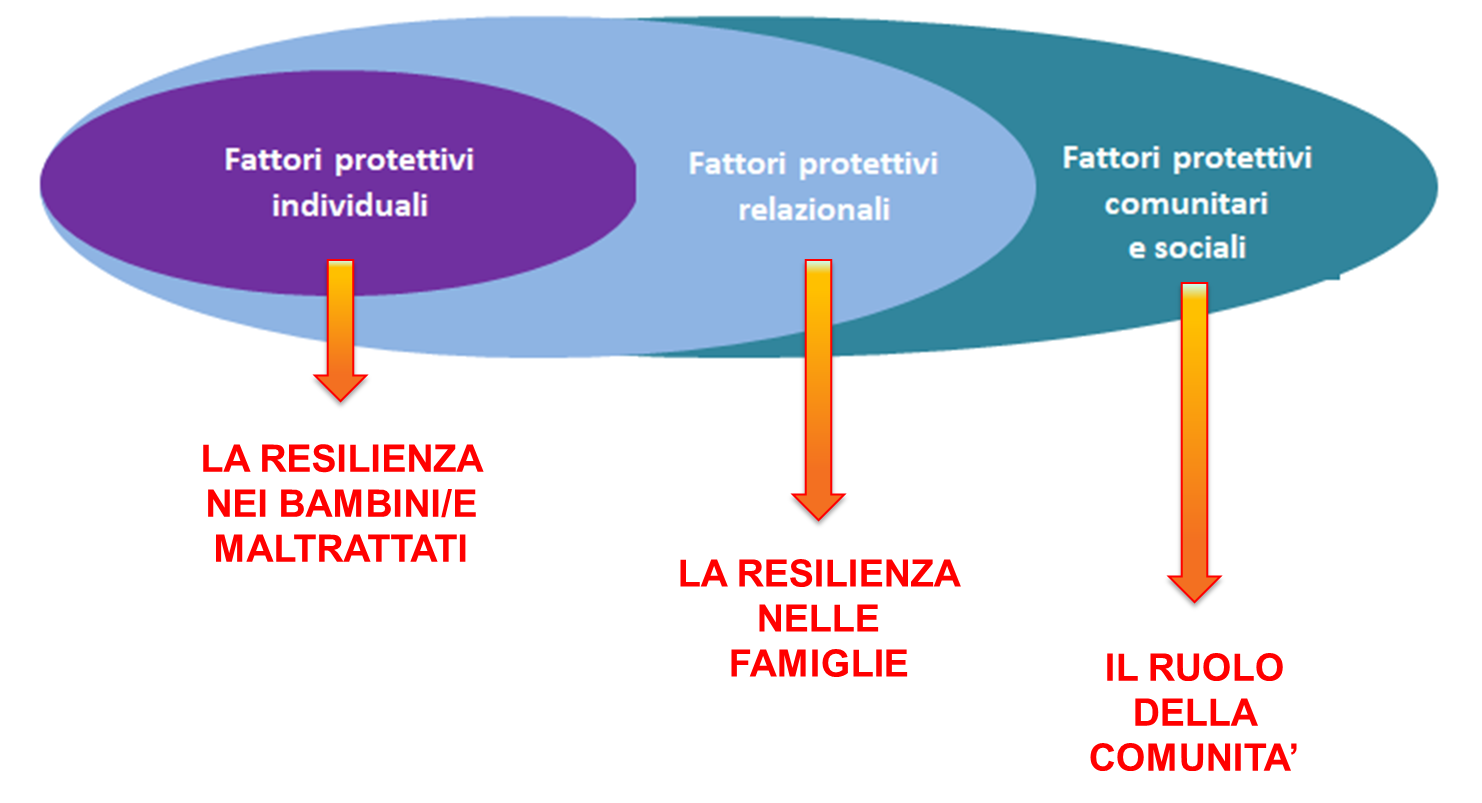 Fattori protettivi
individuali
Fattori protettivi
relazionali
Fattori protettivi
comunitari
e sociali
LA RESILIENZA
NEI BAMBINI/E
MALTRATTATI
LA RESILIENZA
NELLE
FAMIGLIE
IL RUOLO
DELLA
COMUNITA’